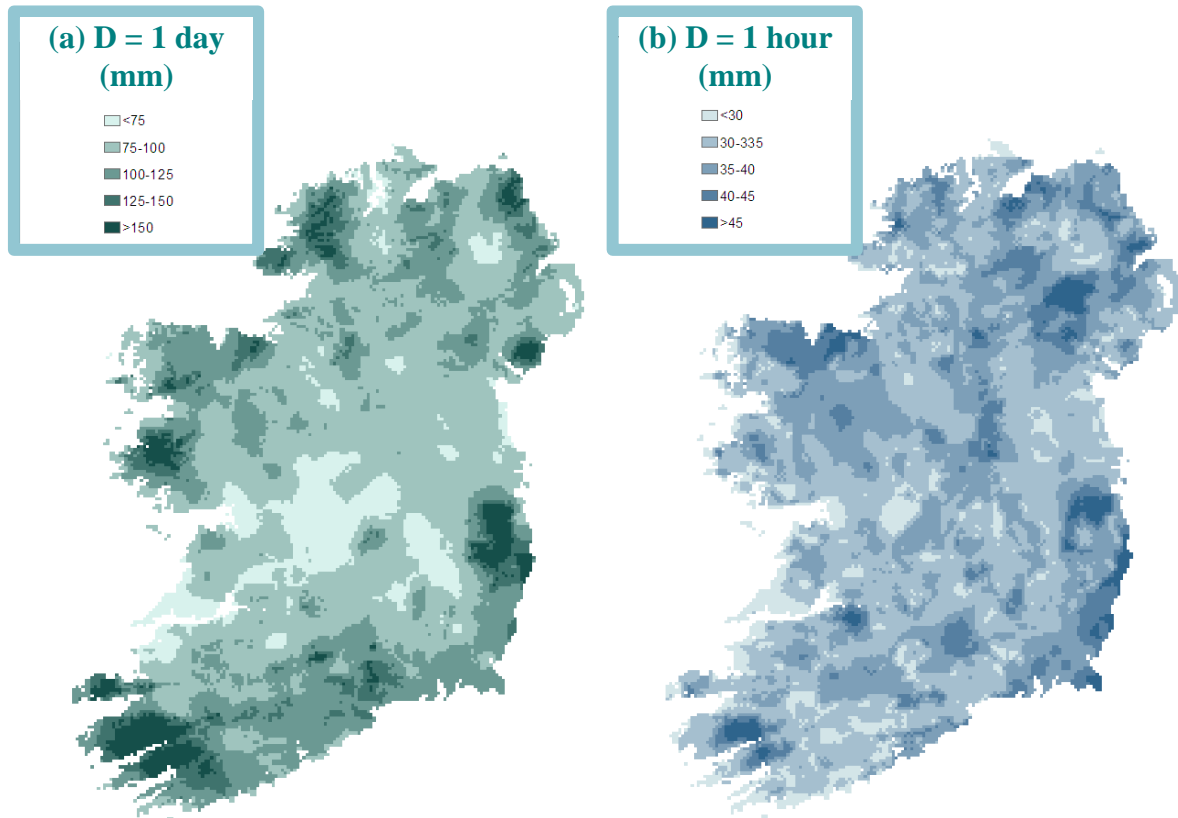 (a) D = 1 day
(mm)
<75
75-100
100-125
125-150
>150
(b) D = 1 hour
(mm)
<30
30-335
35-40
40-45
>45